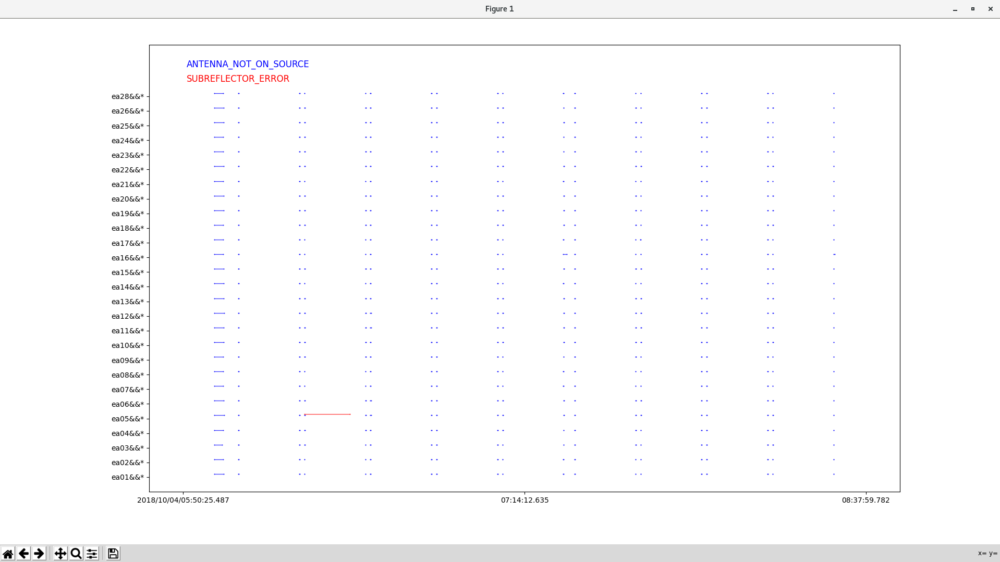 Figure 1
ANTENNA_NOT_ON_SOURCE
SUBREFLECTOR_ERROR
ea28&&*
ea26&&*
ea25&&*
ea24&&*
ea23&&*
ea22&&*
ea21&&*
ea20&&*
ea19&&*
ea18&&*
ea17&&*
ea16&&*
ea15&&*
ea14&&*
ea13&&*
ea12&&*
ea11&&*
ea10&&*
ea09&&*
ea08&&*
ea07&&*
ea06&&*
ea05&&*
ea04&&*
ea03&&*
ea02&&*
ea01&&*
2018/10/04/05:50:25.487 07:14:12.635 08:37:59.782
x= y=